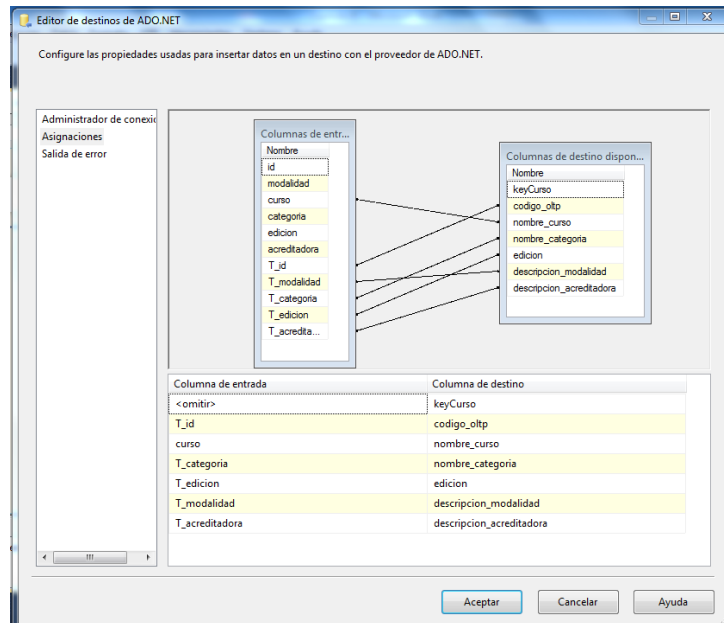 Editor de destinos de ADO.NET
Configure las propiedades usadas para insertar datos en un destino con el proveedor de ADO.NET.
Administrador de conexic
Asignaciones
Salida de error
Columnas de entr...
Nombre
id
modalidad
curso
categoria
edicion
acreditadora
T_id
T_modalidad
T_categoria
T_edicion
T_acredita...
Columnas de destino dispon...
Nombre
keyCurso
codigo_oltp
nombre_curso
nombre_categoria
edicion
descripcion_modalidad
descripcion_acreditadora
Columna de entrada Columna de destino
<omitir> keyCurso
T_id codigo_oltp
curso nombre_curso
T_categoria nombre_categoria
T_edicion edicion
T_modalidad descripcion_modalidad
T_acreditadora descripcion_acreditadora
Aceptar Cancelar Ayuda